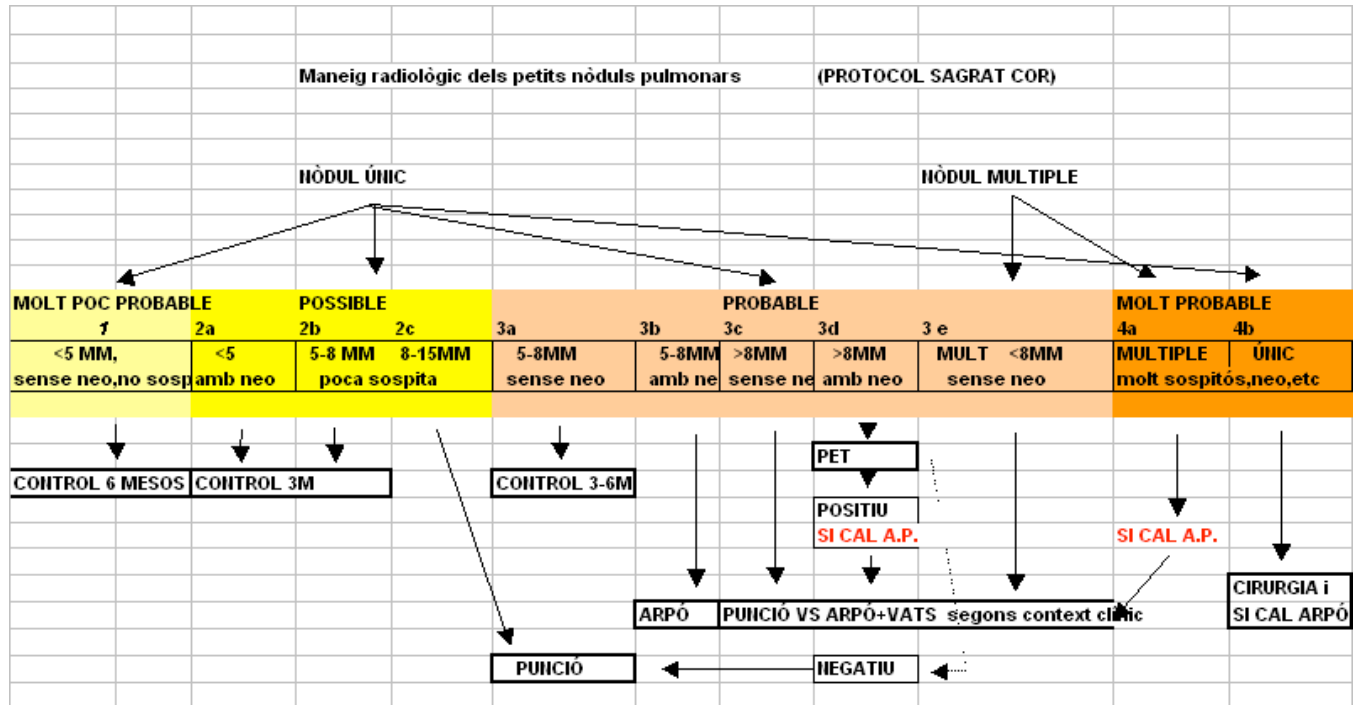 Maneig radiològic dels petits nòduls pulmonars (PROTOCOL SAGRAT COR)
NÒDUL ÚNIC NÒDUL MULTIPLE
MOLT POC PROBABLE POSSIBLE PROBABLE MOLT PROBABLE
1 2a 2b 2c 3a 3b 3c 3d 3 e 4a 4b
<5 MM, <5 5-8 MM 8-15MM 5-8MM 5-8MM >8MM >8MM MULT <8MM MULTIPLE ÚNIC
sense neo,no sosp amb neo poca sospita sense neo amb ne sense ne amb neo sense neo molt sospitós,neo,etc
PET
CONTROL 6 MESOS CONTROL 3M CONTROL 3-6M
POSITIU
SI CAL A.P. SI CAL A.P.
CIRURGIA i
ARPÓ PUNCIÓ VS ARPÓ+VATS segons context clínic SI CAL ARPÓ
PUNCIÓ NEGATIU